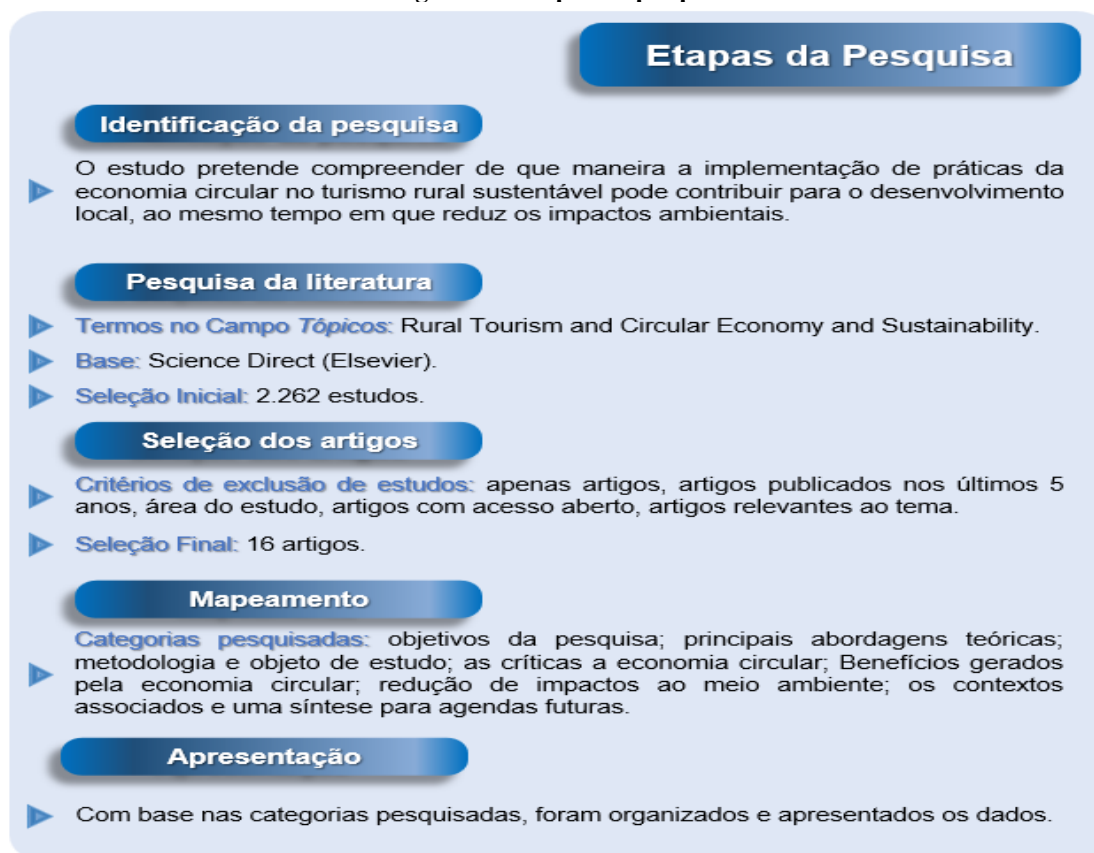 Etapas da Pesquisa
Identificação da pesquisa
O estudo pretende compreender de que maneira a implementação de práticas da
economia circular no turismo rural sustentável pode contribuir para o desenvolvimento
local, ao mesmo tempo em que reduz os impactos ambientais.
Pesquisa da literatura
Termos no Campo Tópicos: Rural Tourism and Circular Economy and Sustainability.
Base: Science Direct (Elsevier).
Seleção Inicial: 2.262 estudos.
Seleção dos artigos
Critérios de exclusão de estudos: apenas artigos, artigos publicados nos últimos 5
anos, área do estudo, artigos com acesso aberto, artigos relevantes ao tema.
Seleção Final: 16 artigos.
Mapeamento
Categorias pesquisadas: objetivos da pesquisa; principais abordagens teóricas;
metodologia e objeto de estudo; as críticas a economia circular; Benefícios gerados
pela economia circular; redução de impactos ao meio ambiente; os contextos
associados e uma síntese para agendas futuras.
Apresentação
Com base nas categorias pesquisadas, foram organizados e apresentados os dados.